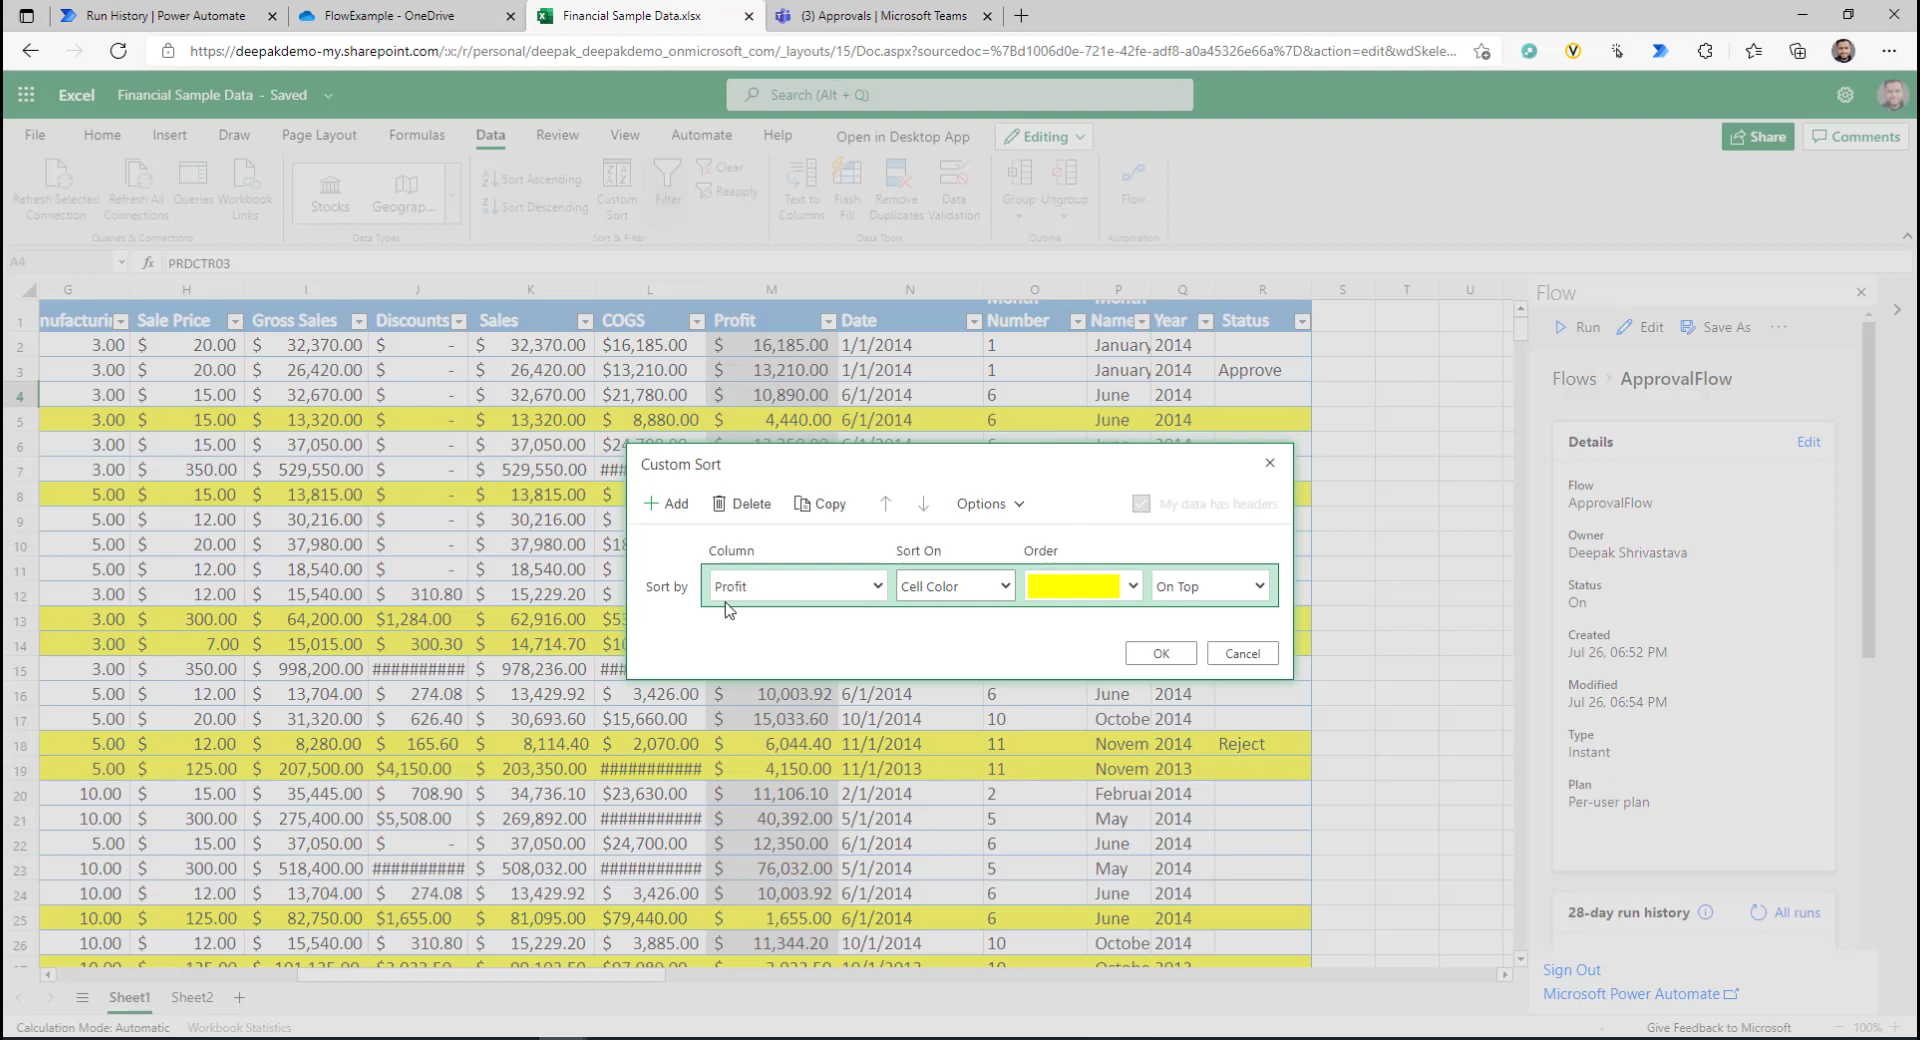 Run History | Power Automate
FlowExample - OneDrive
Financial Sample Data.xlsx
(3) Approvals | Microsoft Teams
https://deepakdemo-my.sharepoint.com/:x:/r/personal/deepak_deepakdemo_onmicrosoft_com/_layouts/15/Doc.aspx?sourcedoc=%7Bd1006d0e-721e-42fe-adf8-a0a45326e66a%7D&action=edit&wdSkele...
Excel Financial Sample Data - Saved
Search (Alt + Q)
File Home Insert Draw Page Layout Formulas Data Review View Automate Help Open in Desktop App Editing Share Comments
Refresh Selected Connection
Refresh All Connections
Queries
Workbook Links
Queries & Connections
Stocks
Geograp...
Data Types
Sort Ascending
Sort Descending
Custom Sort
Filter
Clear
Reapply
Sort & Filter
Text to Columns
Flash Fill
Remove Duplicates
Data Validation
Data Tools
Group
Ungroup
Outline
Flow
Automation
A4 fx PRDCTR03
G H I J K L M N O P Q R S T U
1 nufacturin Sale Price Gross Sales Discounts Sales COGS Profit Date Month Number Month Name Year Status
2 3.00 $ 20.00 $ 32,370.00 $ - $ 32,370.00 $16,185.00 $ 16,185.00 1/1/2014 1 January 2014
3 3.00 $ 20.00 $ 26,420.00 $ - $ 26,420.00 $13,210.00 $ 13,210.00 1/1/2014 1 January 2014 Approve
4 3.00 $ 15.00 $ 32,670.00 $ - $ 32,670.00 $21,780.00 $ 10,890.00 6/1/2014 6 June 2014
5 3.00 $ 15.00 $ 13,320.00 $ - $ 13,320.00 $ 8,880.00 $ 4,440.00 6/1/2014 6 June 2014
6 3.00 $ 15.00 $ 37,050.00 $ - $ 37,050.00
7 3.00 $ 350.00 $ 529,550.00 $ - $ 529,550.00 ###
8 5.00 $ 15.00 $ 13,815.00 $ - $ 13,815.00 $
9 5.00 $ 12.00 $ 30,216.00 $ - $ 30,216.00 $
10 5.00 $ 20.00 $ 37,980.00 $ - $ 37,980.00 $18
11 5.00 $ 12.00 $ 18,540.00 $ - $ 18,540.00 $
12 3.00 $ 12.00 $ 15,540.00 $ 310.80 $ 15,229.20 $
13 3.00 $ 300.00 $ 64,200.00 $1,284.00 $ 62,916.00 $53
14 3.00 $ 7.00 $ 15,015.00 $ 300.30 $ 14,714.70 $10
15 3.00 $ 350.00 $ 998,200.00 ########## $ 978,236.00 ###
16 5.00 $ 12.00 $ 13,704.00 $ 274.08 $ 13,429.92 $ 3,426.00 $ 10,003.92 6/1/2014 6 June 2014
17 5.00 $ 20.00 $ 31,320.00 $ 626.40 $ 30,693.60 $15,660.00 $ 15,033.60 10/1/2014 10 Octobe 2014
18 5.00 $ 12.00 $ 8,280.00 $ 165.60 $ 8,114.40 $ 2,070.00 $ 6,044.40 11/1/2014 11 Novem 2014 Reject
19 5.00 $ 125.00 $ 207,500.00 $4,150.00 $ 203,350.00 ########### $ 4,150.00 11/1/2013 11 Novem 2013
20 10.00 $ 15.00 $ 35,445.00 $ 708.90 $ 34,736.10 $23,630.00 $ 11,106.10 2/1/2014 2 Februar 2014
21 10.00 $ 300.00 $ 275,400.00 $5,508.00 $ 269,892.00 ########### $ 40,392.00 5/1/2014 5 May 2014
22 5.00 $ 15.00 $ 37,050.00 $ - $ 37,050.00 $24,700.00 $ 12,350.00 6/1/2014 6 June 2014
23 10.00 $ 300.00 $ 518,400.00 ########## $ 508,032.00 ########### $ 76,032.00 5/1/2014 5 May 2014
24 10.00 $ 12.00 $ 13,704.00 $ 274.08 $ 13,429.92 $ 3,426.00 $ 10,003.92 6/1/2014 6 June 2014
25 10.00 $ 125.00 $ 82,750.00 $1,655.00 $ 81,095.00 $79,440.00 $ 1,655.00 6/1/2014 6 June 2014
26 10.00 $ 12.00 $ 15,540.00 $ 310.80 $ 15,229.20 $ 3,885.00 $ 11,344.20 10/1/2014 10 Octobe 2014
Custom Sort
Add Delete Copy Options My data has headers
Column Sort On Order
Sort by Profit Cell Color On Top
OK Cancel
Flow
Run Edit Save As ...
Flows > ApprovalFlow
Details Edit
Flow
ApprovalFlow
Owner
Deepak Shrivastava
Status
On
Created
Jul 26, 06:52 PM
Modified
Jul 26, 06:54 PM
Type
Instant
Plan
Per-user plan
28-day run history All runs
Sign Out
Microsoft Power Automate
Sheet1 Sheet2
Calculation Mode: Automatic Workbook Statistics
Give Feedback to Microsoft 100%